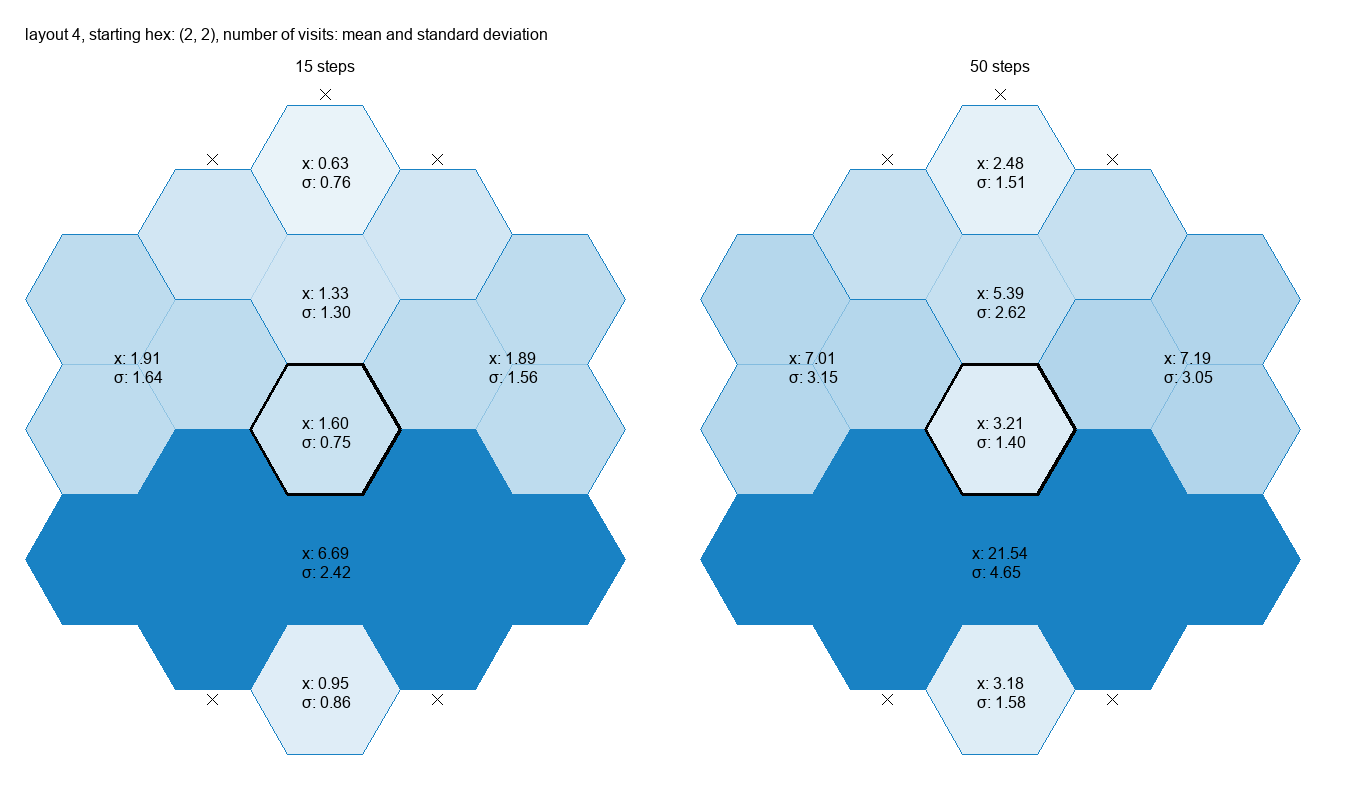 layout 4, starting hex: (2, 2), number of visits: mean and standard deviation
15 steps
x: 0.63
σ: 0.76
x: 1.33
σ: 1.30
x: 1.91
σ: 1.64
x: 1.89
σ: 1.56
x: 1.60
σ: 0.75
x: 6.69
σ: 2.42
x: 0.95
σ: 0.86
50 steps
x: 2.48
σ: 1.51
x: 5.39
σ: 2.62
x: 7.01
σ: 3.15
x: 7.19
σ: 3.05
x: 3.21
σ: 1.40
x: 21.54
σ: 4.65
x: 3.18
σ: 1.58